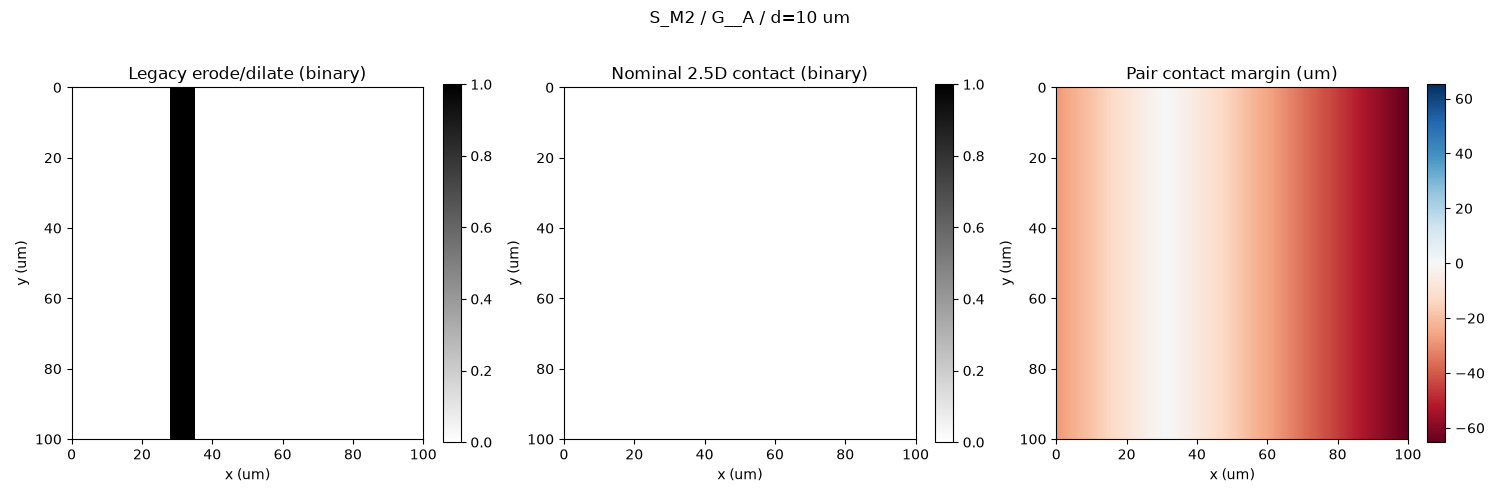 S_M2 / G__A / d=10 um
Legacy erode/dilate (binary)
0
20
40
60
80
100
y (um)
0 20 40 60 80 100
x (um)
1.0
0.8
0.6
0.4
0.2
0.0
Nominal 2.5D contact (binary)
0
20
40
60
80
100
y (um)
0 20 40 60 80 100
x (um)
1.0
0.8
0.6
0.4
0.2
0.0
Pair contact margin (um)
0
20
40
60
80
100
y (um)
0 20 40 60 80 100
x (um)
60
40
20
0
−20
−40
−60